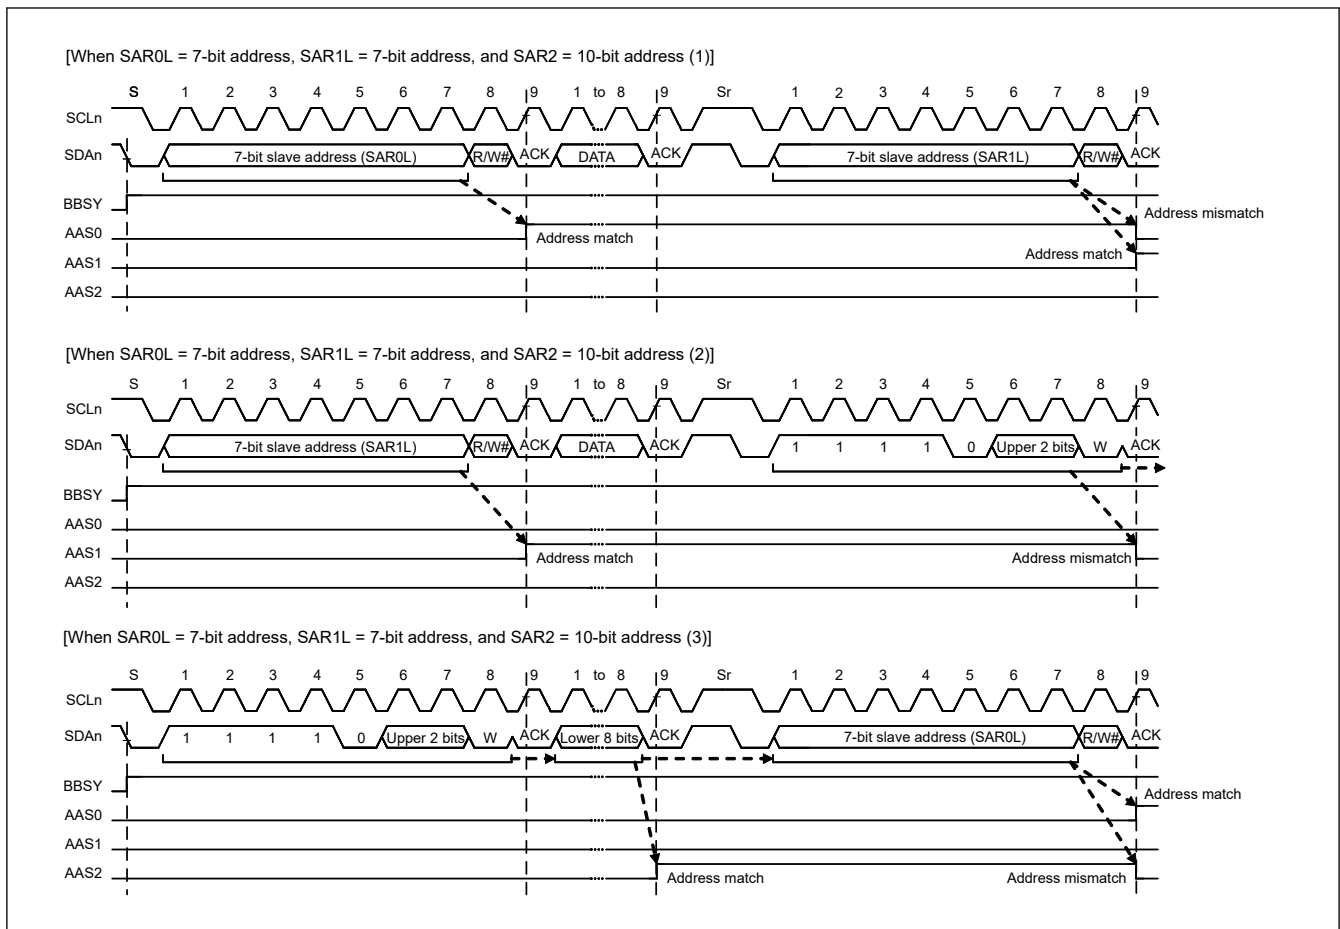 [When SAR0L = 7-bit address, SAR1L = 7-bit address, and SAR2 = 10-bit address (1)]
S 1 2 3 4 5 6 7 8 9 1 to 8 9 Sr 1 2 3 4 5 6 7 8 9
SCLn
SDAn 7-bit slave address (SAR0L) R/W# ACK DATA ACK 7-bit slave address (SAR1L) R/W# ACK
BBSY
Address mismatch
AAS0 Address match
Address match
AAS1
AAS2
[When SAR0L = 7-bit address, SAR1L = 7-bit address, and SAR2 = 10-bit address (2)]
S 1 2 3 4 5 6 7 8 9 1 to 8 9 Sr 1 2 3 4 5 6 7 8 9
SCLn
SDAn 7-bit slave address (SAR1L) R/W# ACK DATA ACK 1 1 1 1 0 Upper 2 bits W ACK
BBSY
AAS0
AAS1 Address match Address mismatch
AAS2
[When SAR0L = 7-bit address, SAR1L = 7-bit address, and SAR2 = 10-bit address (3)]
S 1 2 3 4 5 6 7 8 9 1 to 8 9 Sr 1 2 3 4 5 6 7 8 9
SCLn
SDAn 1 1 1 1 0 Upper 2 bits W ACK Lower 8 bits ACK 7-bit slave address (SAR0L) R/W# ACK
BBSY
Address match
AAS0
AAS1
AAS2 Address match Address mismatch